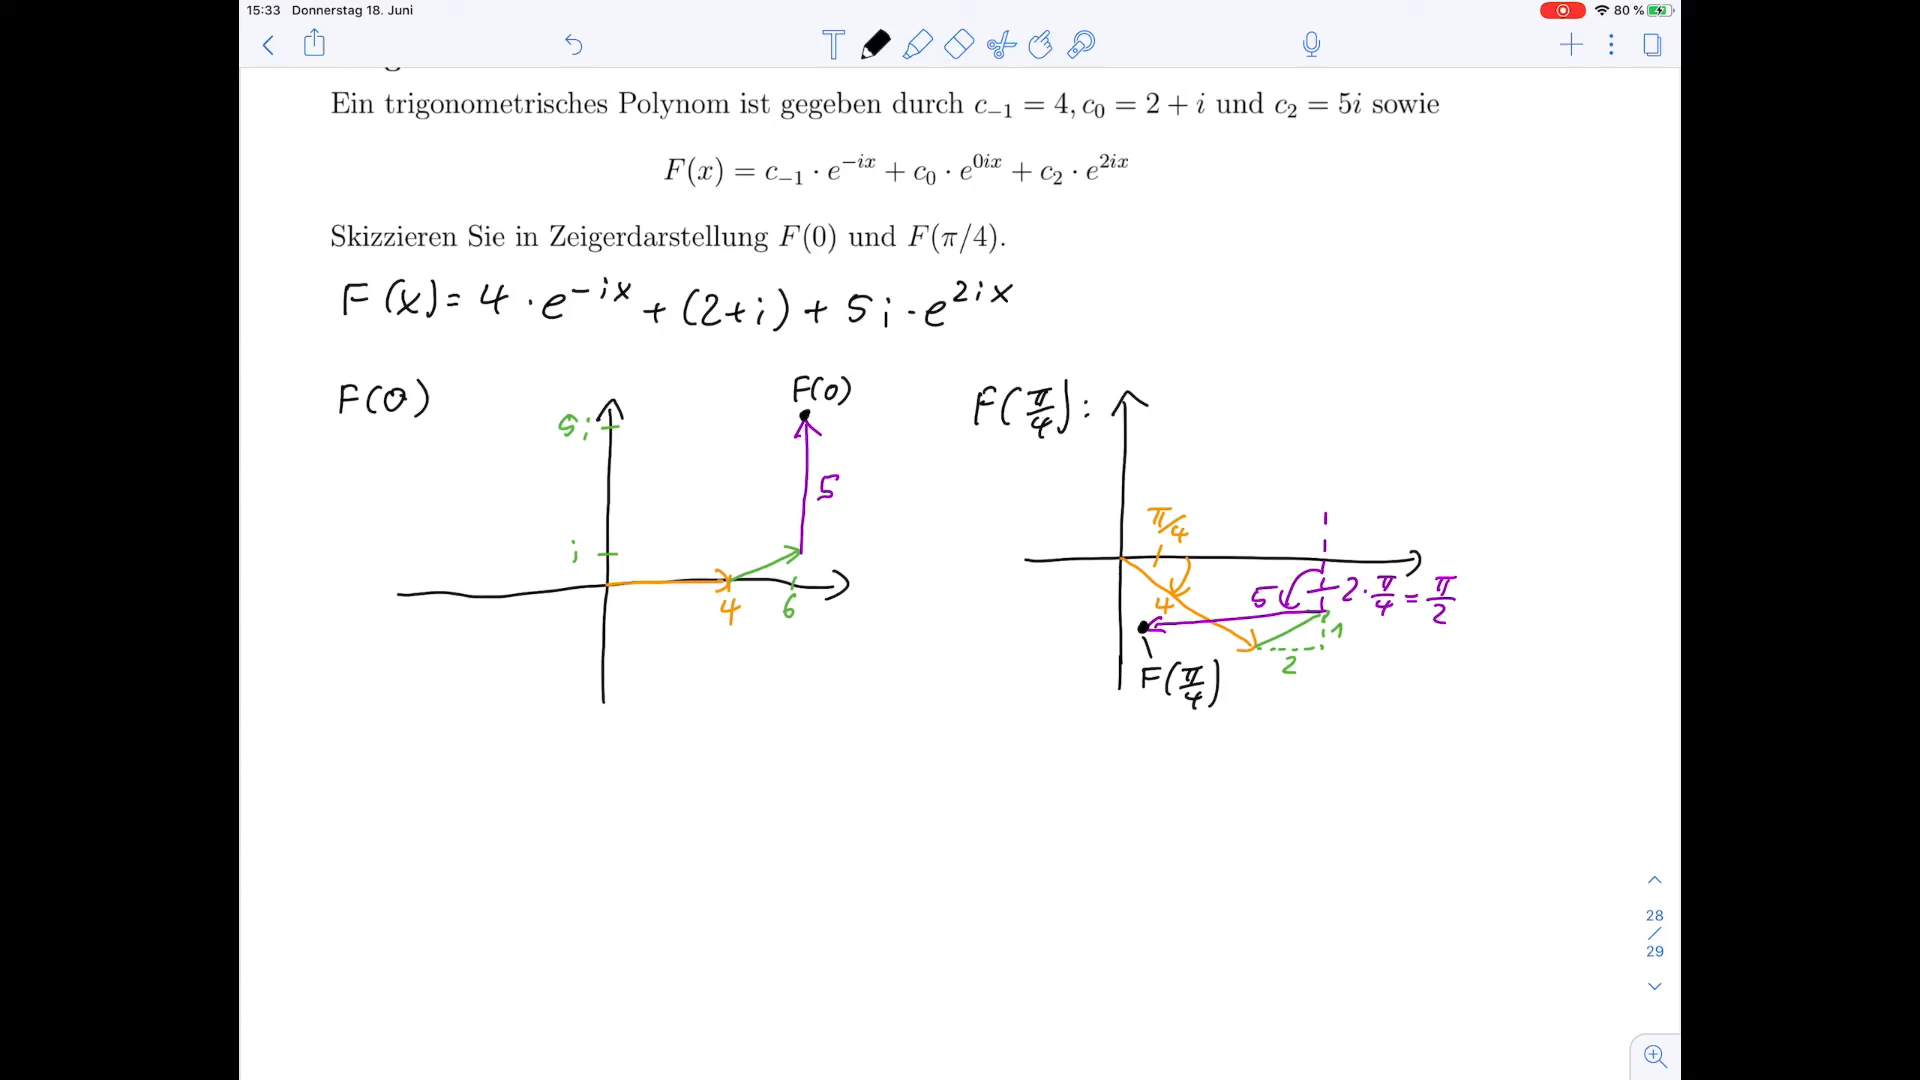 15:33 Donnerstag 18. Juni 80 %
Ein trigonometrisches Polynom ist gegeben durch c₋₁ = 4, c₀ = 2 + i und c₂ = 5i sowie
F(x) = c₋₁ · e^{-ix} + c₀ · e^{0ix} + c₂ · e^{2ix}
Skizzieren Sie in Zeigerdarstellung F(0) und F(π/4).
F(x) = 4 · e^{-ix} + (2+i) + 5i · e^{2ix}
F(0)
5i
i
4
6
5
F(0)
F(π/4):
π/4
4
2
1
5
2 · π/4 = π/2
F(π/4)
28
/
29